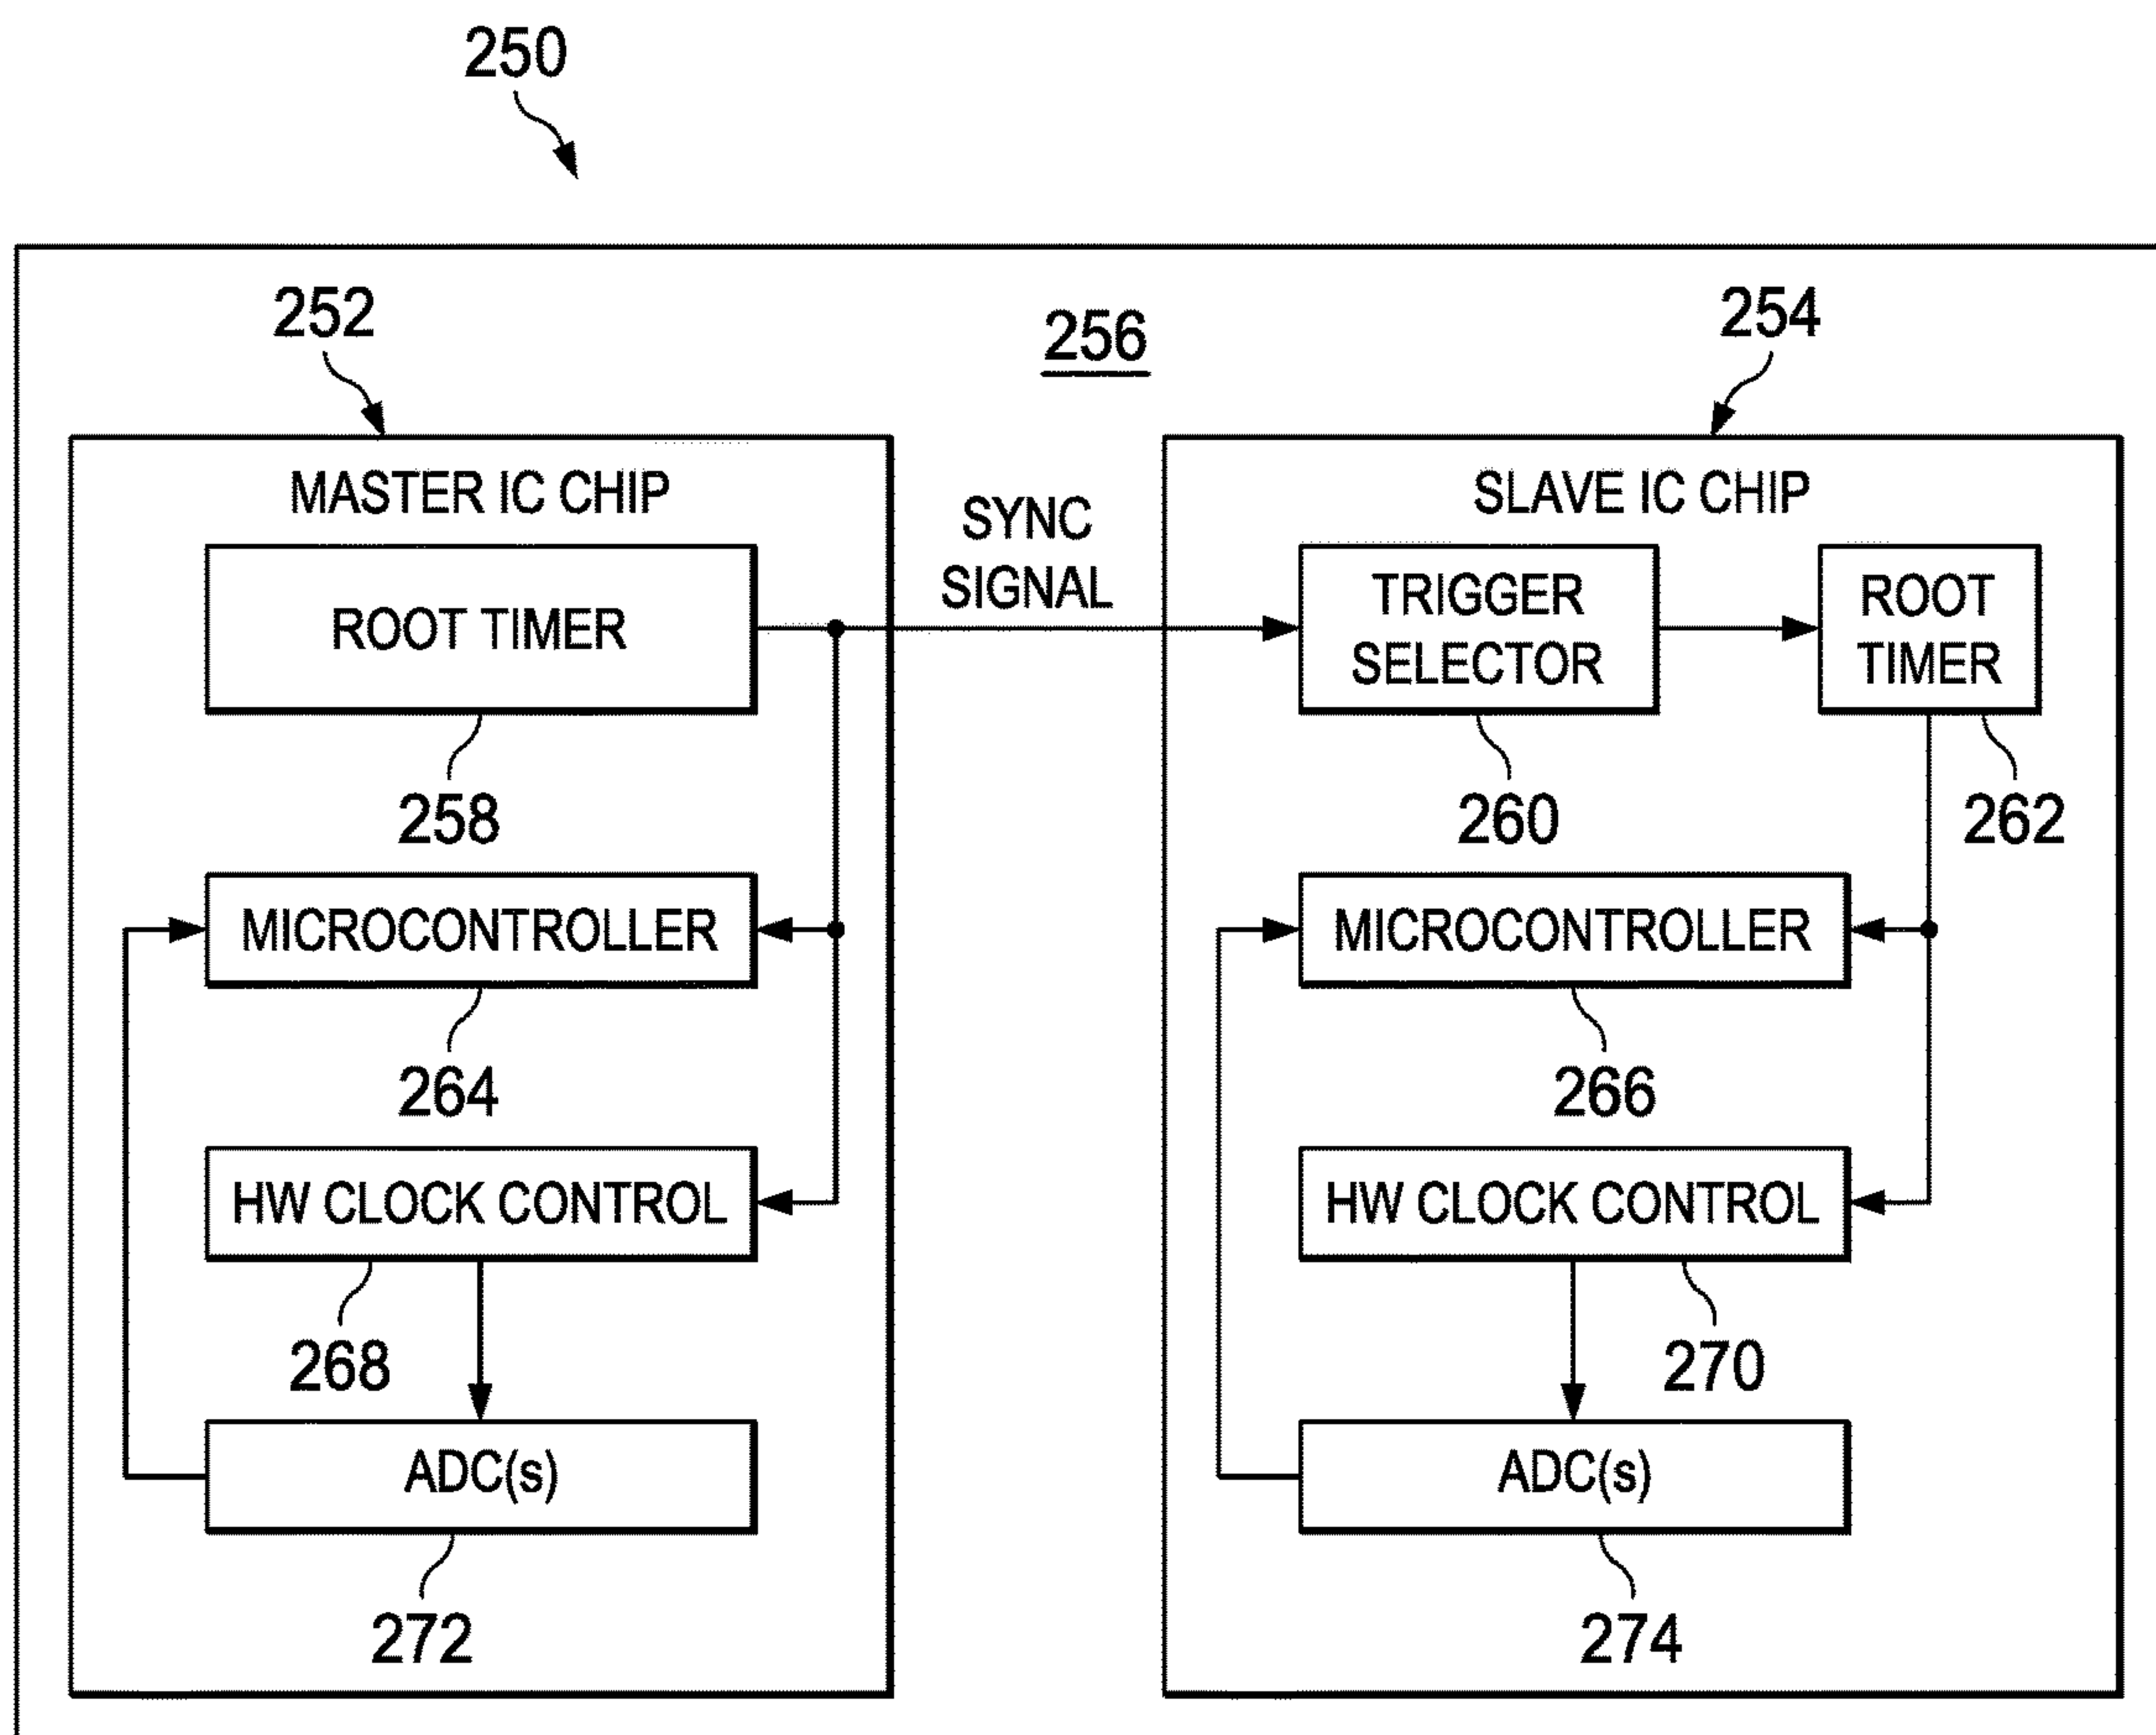 250
252
256
254
MASTER IC CHIP
SLAVE IC CHIP
SYNC
SIGNAL
ROOT TIMER
TRIGGER
SELECTOR
ROOT
TIMER
258
260
262
MICROCONTROLLER
MICROCONTROLLER
264
266
HW CLOCK CONTROL
HW CLOCK CONTROL
268
270
ADC(s)
ADC(s)
272
274